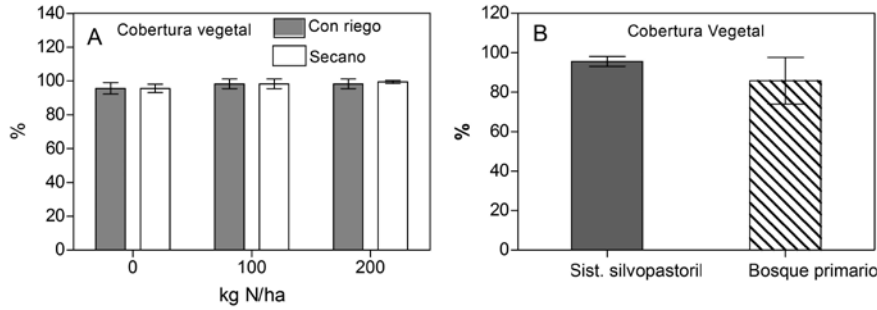 A Cobertura vegetal
Con riego
Secano
%
140
120
100
80
60
40
20
0
0 100 200
kg N/ha
B Cobertura Vegetal
%
120
100
80
60
40
20
0
Sist. silvopastoril Bosque primario